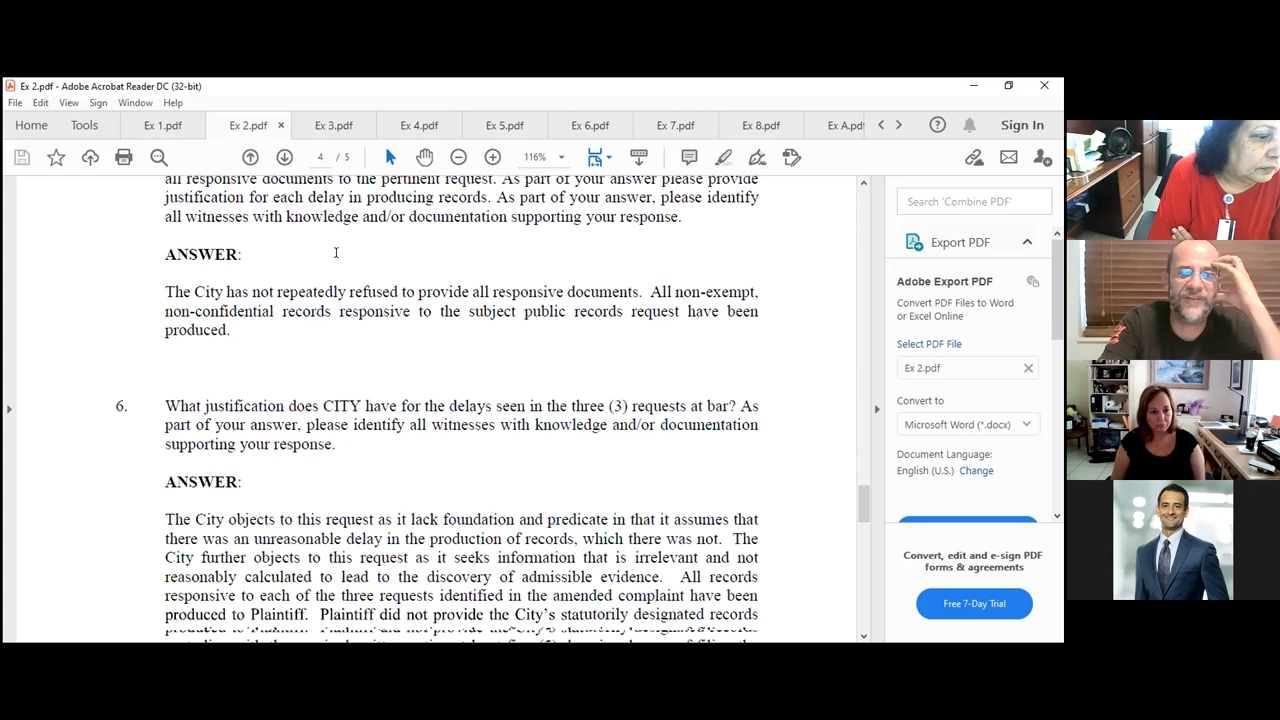 Ex 2.pdf - Adobe Acrobat Reader DC (32-bit)
File Edit View Sign Window Help
Home Tools Ex 1.pdf Ex 2.pdf × Ex 3.pdf Ex 4.pdf Ex 5.pdf Ex 6.pdf Ex 7.pdf Ex 8.pdf Ex A.pdf Sign In
4 / 5 116%
all responsive documents to the pertinent request. As part of your answer please provide
justification for each delay in producing records. As part of your answer, please identify
all witnesses with knowledge and/or documentation supporting your response.
ANSWER:
The City has not repeatedly refused to provide all responsive documents. All non-exempt,
non-confidential records responsive to the subject public records request have been
produced.
6. What justification does CITY have for the delays seen in the three (3) requests at bar? As
part of your answer, please identify all witnesses with knowledge and/or documentation
supporting your response.
ANSWER:
The City objects to this request as it lack foundation and predicate in that it assumes that
there was an unreasonable delay in the production of records, which there was not. The
City further objects to this request as it seeks information that is irrelevant and not
reasonably calculated to lead to the discovery of admissible evidence. All records
responsive to each of the three requests identified in the amended complaint have been
produced to Plaintiff. Plaintiff did not provide the City's statutorily designated records
Search 'Combine PDF'
Export PDF
Adobe Export PDF
Convert PDF Files to Word
or Excel Online
Select PDF File
Ex 2.pdf
Convert to
Microsoft Word (*.docx)
Document Language:
English (U.S.) Change
Convert, edit and e-sign PDF
forms & agreements
Free 7-Day Trial